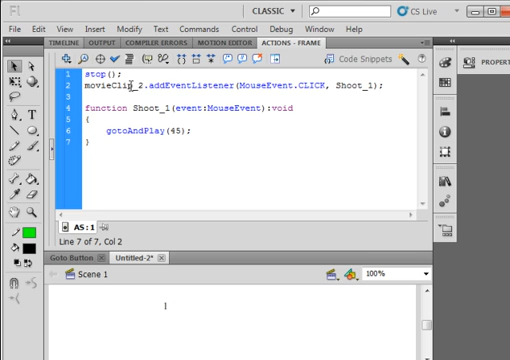 Fl
CLASSIC
CS Live
File Edit View Insert Modify Text Commands Control Debug Window Help
TIMELINE OUTPUT COMPILER ERRORS MOTION EDITOR ACTIONS - FRAME
PROPERT
Code Snippets
1 stop();
2 movieClip_2.addEventListener(MouseEvent.CLICK, Shoot_1);
3
4 function Shoot_1(event:MouseEvent):void
5 {
6 gotoAndPlay(45);
7 }
AS: 1
Line 7 of 7, Col 2
Goto Button Untitled-2*
Scene 1
100%